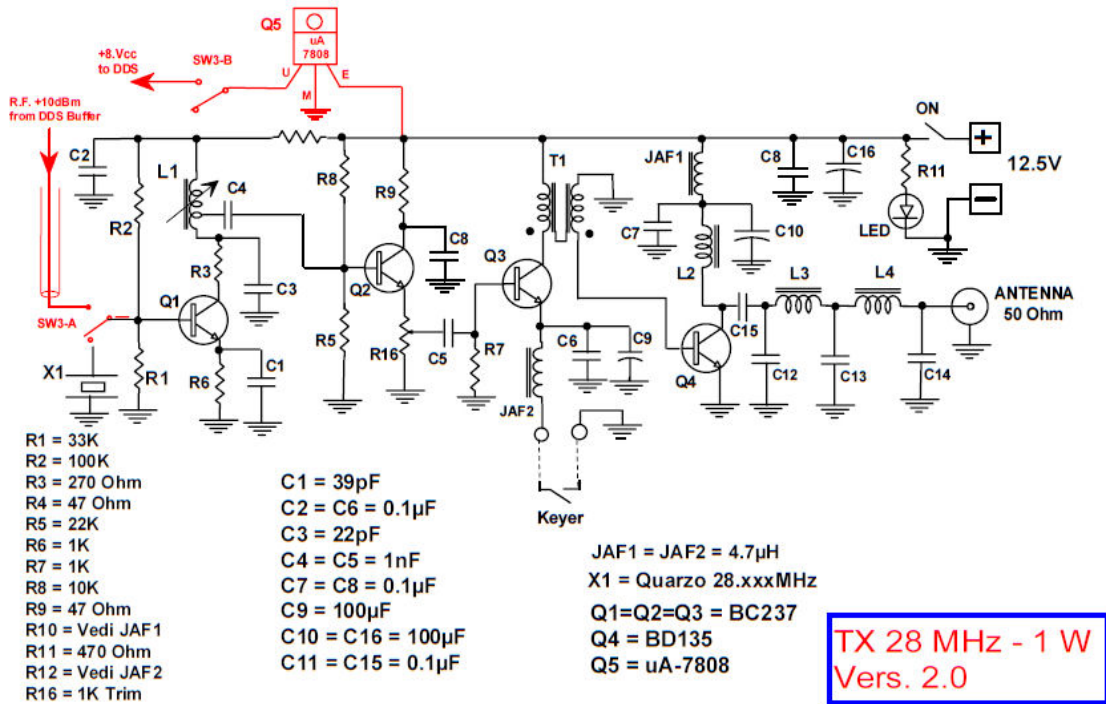 Q5
uA
7808
+8.Vcc
to DDS
SW3-B
U
M
E
R.F. +10dBm
from DDS Buffer
ON
+
12.5V
-
C2
L1
C4
R2
R8
R9
T1
JAF1
C8
C16
R11
LED
R3
C3
Q1
Q2
C8
Q3
C7
L2
C10
L3
L4
ANTENNA
50 Ohm
SW3-A
X1
R1
R6
C1
R5
R16
C5
R7
C6
C9
JAF2
Q4
C15
C12
C13
C14
Keyer
R1 = 33K
R2 = 100K
R3 = 270 Ohm
R4 = 47 Ohm
R5 = 22K
R6 = 1K
R7 = 1K
R8 = 10K
R9 = 47 Ohm
R10 = Vedi JAF1
R11 = 470 Ohm
R12 = Vedi JAF2
R16 = 1K Trim
C1 = 39pF
C2 = C6 = 0.1µF
C3 = 22pF
C4 = C5 = 1nF
C7 = C8 = 0.1µF
C9 = 100µF
C10 = C16 = 100µF
C11 = C15 = 0.1µF
JAF1 = JAF2 = 4.7µH
X1 = Quarzo 28.xxxMHz
Q1=Q2=Q3 = BC237
Q4 = BD135
Q5 = uA-7808
TX 28 MHz - 1 W
Vers. 2.0